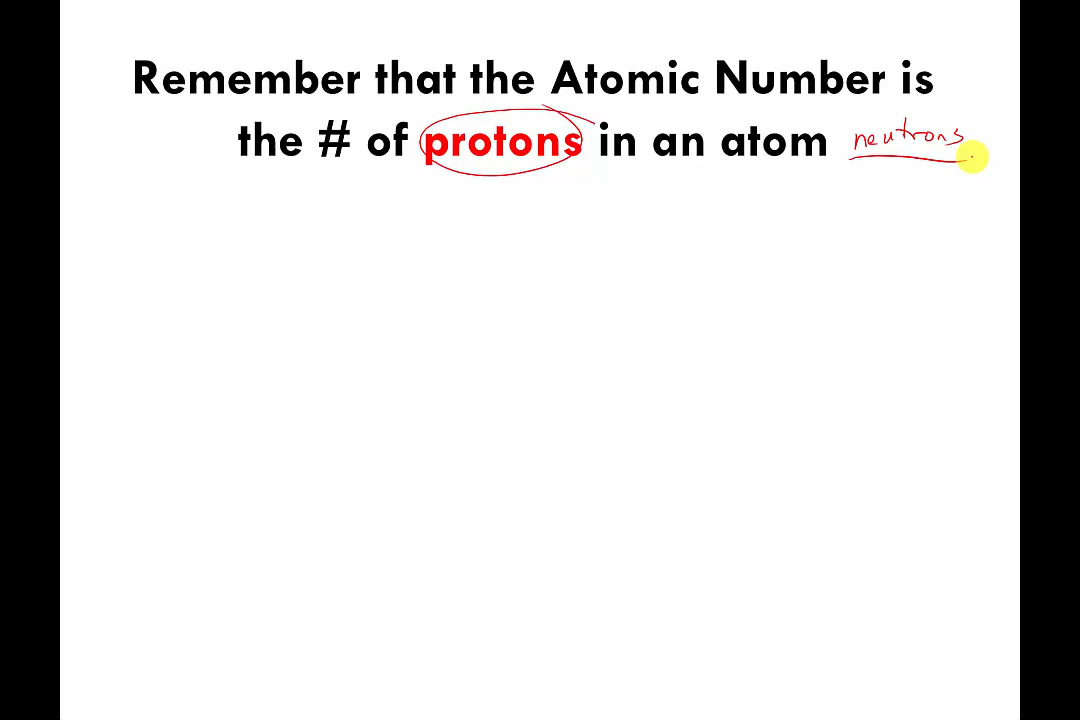 Remember that the Atomic Number is
the # of protons in an atom neutrons